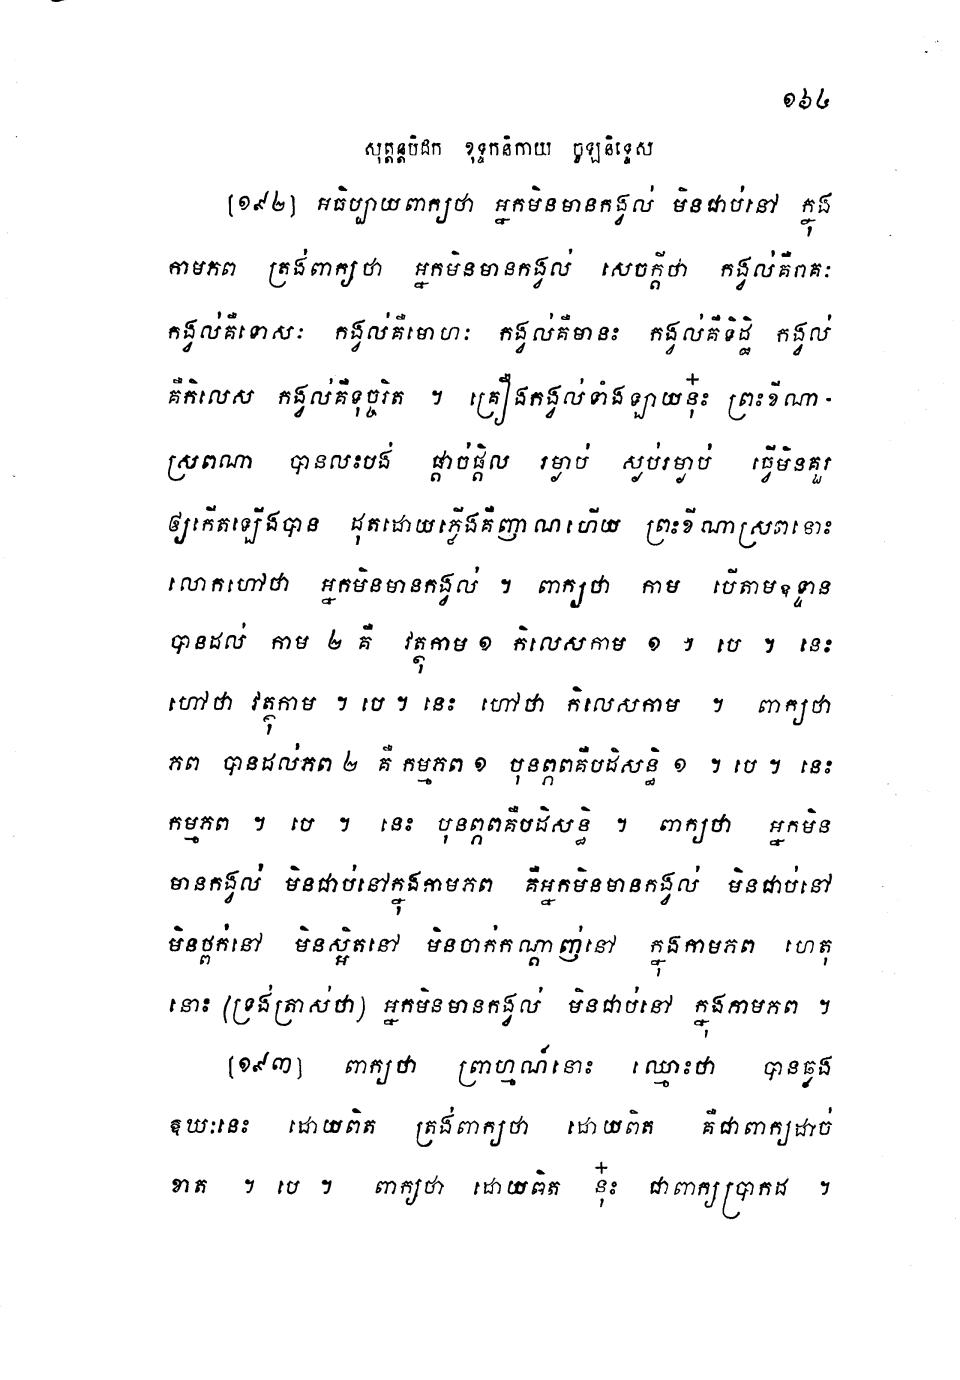 ១៦៤
សុត្តន្តបិដក ខុទ្ទកនិកាយ ចូឡនិទ្ទេស
[១៩២] អធិប្បាយពាក្យថា អ្នកមិនមានកង្វល់ មិនជាប់នៅ ក្នុង
កាមភព ត្រង់ពាក្យថា អ្នកមិនមានកង្វល់ សេចក្តីថា កង្វល់គឺរាគៈ
កង្វល់គឺទោសៈ កង្វល់គឺមោហៈ កង្វល់គឺមានះ កង្វល់គឺទិដ្ឋិ កង្វល់
គឺកិលេស កង្វល់គឺទុច្ចរិត ។ គ្រឿងកង្វល់ទាំងឡាយនុ៎ះ ព្រះខីណា-
ស្រពណា បានលះបង់ ផ្តាច់ផ្តិល រម្ងាប់ ស្ងប់រម្ងាប់ ធ្វើមិនគួរ
ឲ្យកើតឡើងបាន ដុតដោយភ្លើងគឺញាណហើយ ព្រះខីណាស្រពនោះ
លោកហៅថា អ្នកមិនមានកង្វល់ ។ ពាក្យថា កាម បើតាមឧទ្ទាន
បានដល់ កាម ២ គឺ វត្ថុកាម ១ កិលេសកាម ១ ។ បេ ។ នេះ
ហៅថា វត្ថុកាម ។ បេ ។ នេះ ហៅថា កិលេសកាម ។ ពាក្យថា
ភព បានដល់ភព ២ គឺ កម្មភព ១ បុនព្ភពគឺបដិសន្ធិ ១ ។ បេ ។ នេះ
កម្មភព ។ បេ ។ នេះ បុនព្ភពគឺបដិសន្ធិ ។ ពាក្យថា អ្នកមិន
មានកង្វល់ មិនជាប់នៅក្នុងកាមភព គឺអ្នកមិនមានកង្វល់ មិនជាប់នៅ
មិនថ្ពក់នៅ មិនស្អិតនៅ មិនចាក់កណ្តាញ់នៅ ក្នុងកាមភព ហេតុ
នោះ (ទ្រង់ត្រាស់ថា) អ្នកមិនមានកង្វល់ មិនជាប់នៅ ក្នុងកាមភព ។
[១៩៣] ពាក្យថា ព្រាហ្មណ៍នោះ ឈ្មោះថា បានឆ្លង
ឱឃៈនេះ ដោយពិត ត្រង់ពាក្យថា ដោយពិត គឺជាពាក្យដាច់
ខាត ។ បេ ។ ពាក្យថា ដោយពិត នុ៎ះ ជាពាក្យប្រាកដ ។